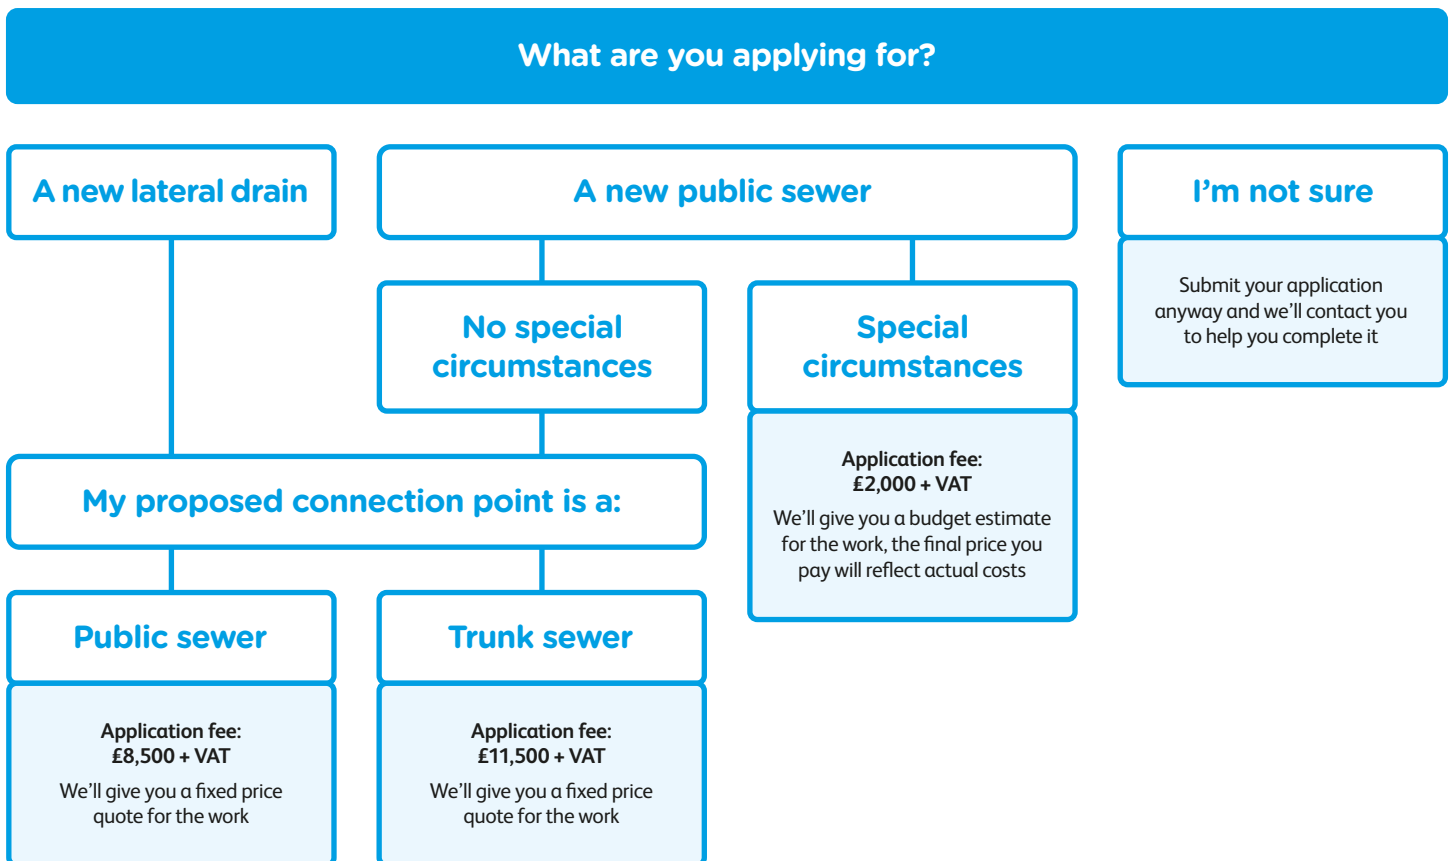 What are you applying for?
A new lateral drain
A new public sewer
I’m not sure
Submit your application
anyway and we’ll contact you
to help you complete it
No special
circumstances
Special
circumstances
Application fee:
£2,000 + VAT
We’ll give you a budget estimate
for the work, the final price you
pay will reflect actual costs
My proposed connection point is a:
Public sewer
Application fee:
£8,500 + VAT
We’ll give you a fixed price
quote for the work
Trunk sewer
Application fee:
£11,500 + VAT
We’ll give you a fixed price
quote for the work